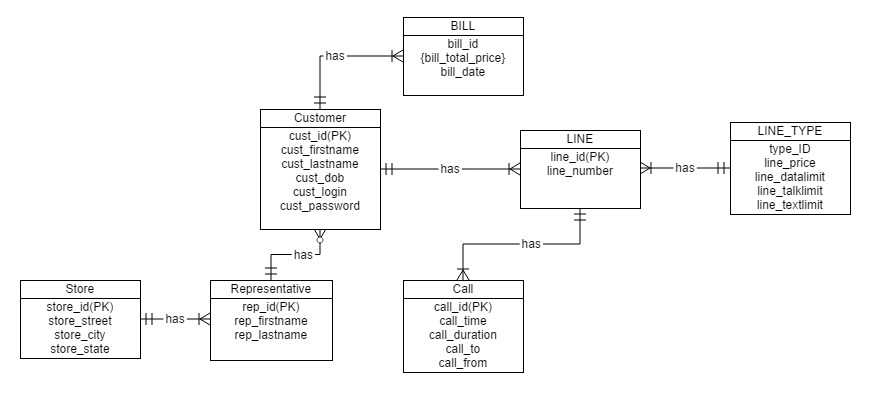 BILL
bill_id
{bill_total_price}
bill_date
has
Customer
cust_id(PK)
cust_firstname
cust_lastname
cust_dob
cust_login
cust_password
has
LINE
line_id(PK)
line_number
has
LINE_TYPE
type_ID
line_price
line_datalimit
line_talklimit
line_textlimit
has
has
Store
store_id(PK)
store_street
store_city
store_state
has
Representative
rep_id(PK)
rep_firstname
rep_lastname
Call
call_id(PK)
call_time
call_duration
call_to
call_from